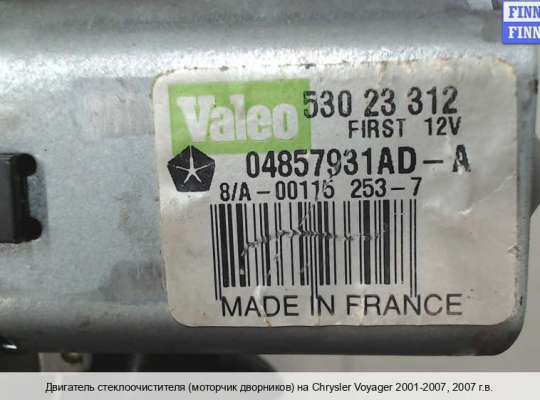 FINN
FINN
Valeo
530 23 312
FIRST 12V
04857931AD-A
8/A-00115 253-7
MADE IN FRANCE
Двигатель стеклоочистителя (моторчик дворников) на Chrysler Voyager 2001-2007, 2007 г.в.